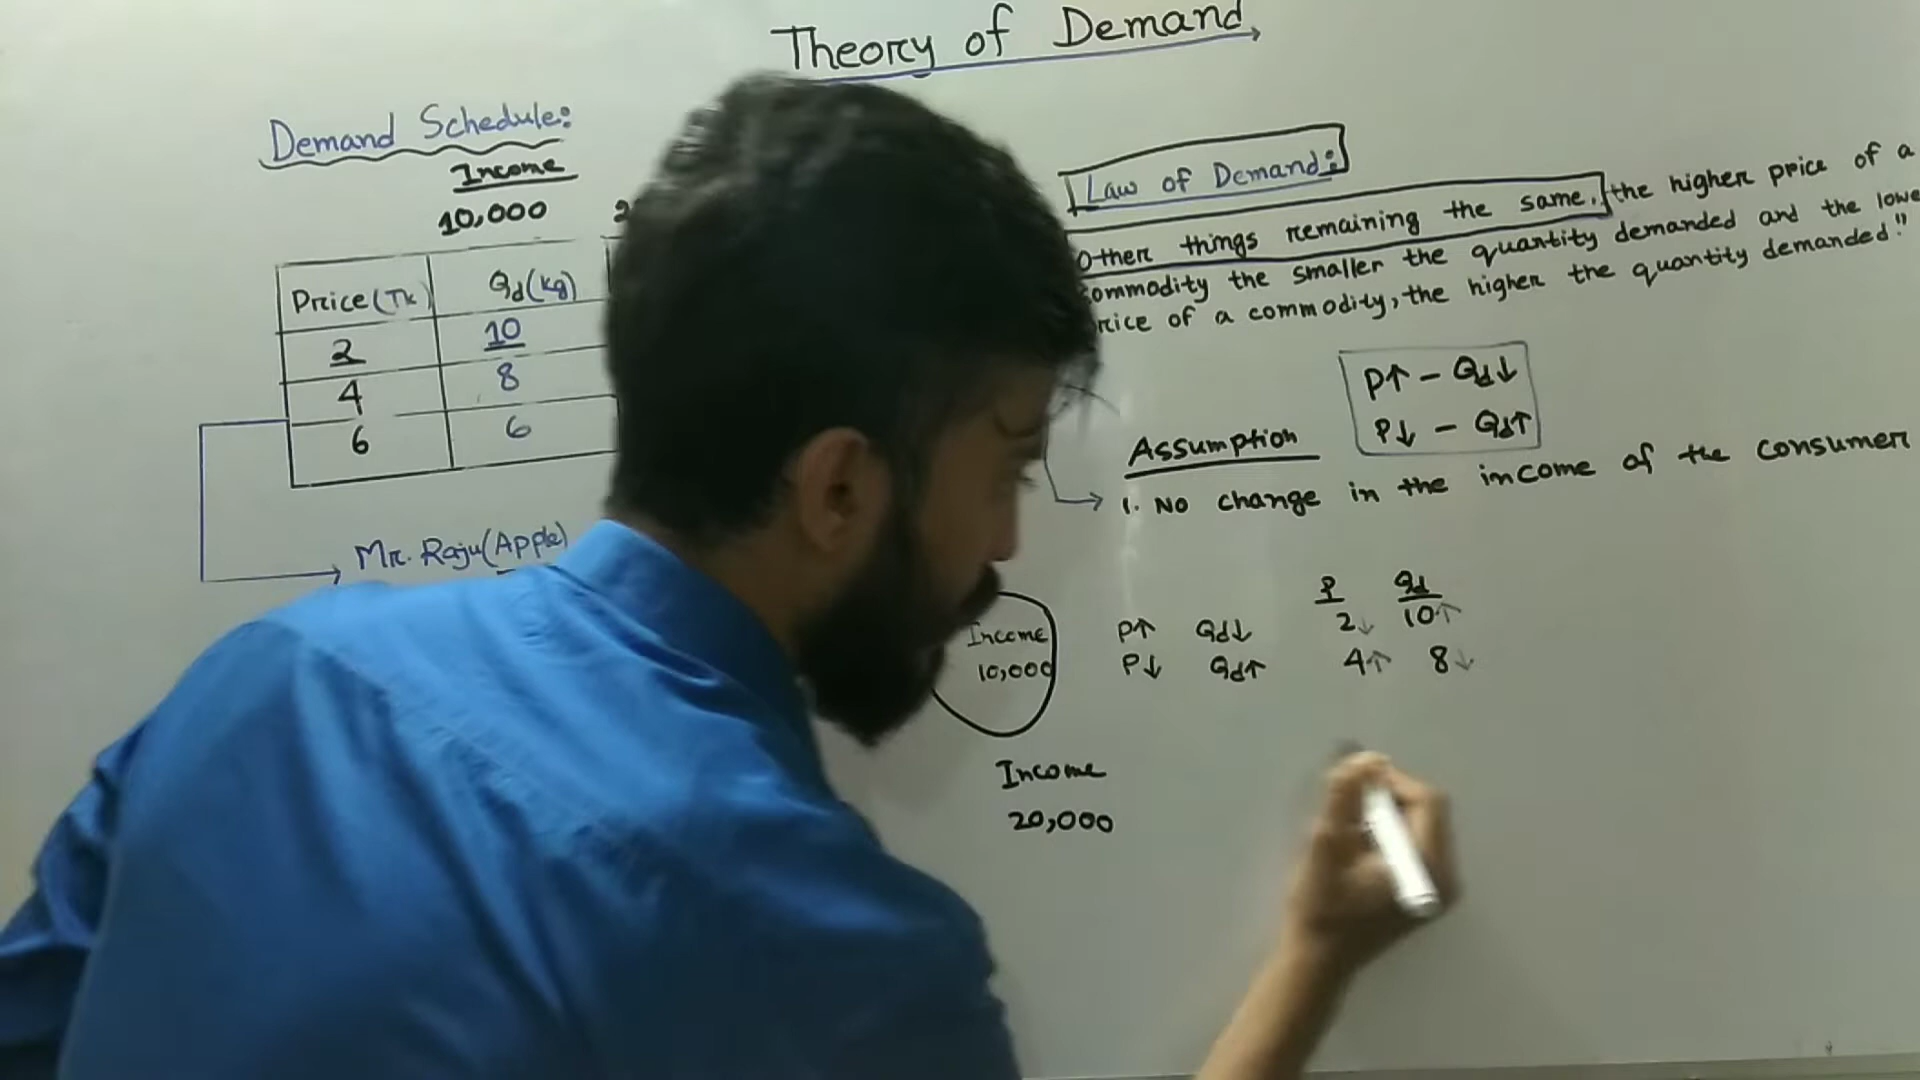 Theory of Demand
Demand Schedule:
Income
10,000
Price(Tk) Qd(kg)
2 10
4 8
6 6
Mr. Raju(Apple)
Law of Demand:
Other things remaining the same, the higher price of a
commodity the smaller the quantity demanded and the lowe
rice of a commodity, the higher the quantity demanded."
P↑ - Qd↓
P↓ - Qd↑
Assumption
1. No change in the income of the consumer
P Qd
Income P↑ Qd↓ 2↓ 10↑
10,000 P↓ Qd↑ 4↑ 8↓
Income
20,000